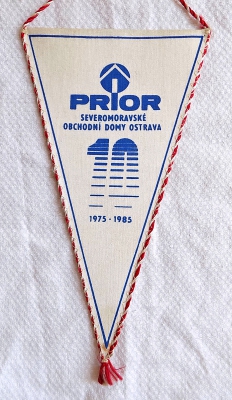 PRIOR
SEVEROMORAVSKÉ
OBCHODNÍ DOMY OSTRAVA
10
1975 - 1985